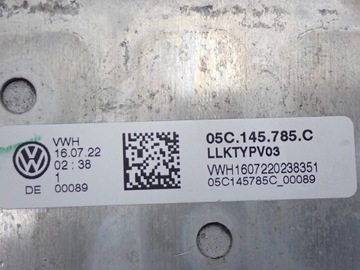 VWH
16.07.22
02:38
1
DE 00089
05C.145.785.C
LLKTYPV03
VWH1607220238351
05C145785C_00089